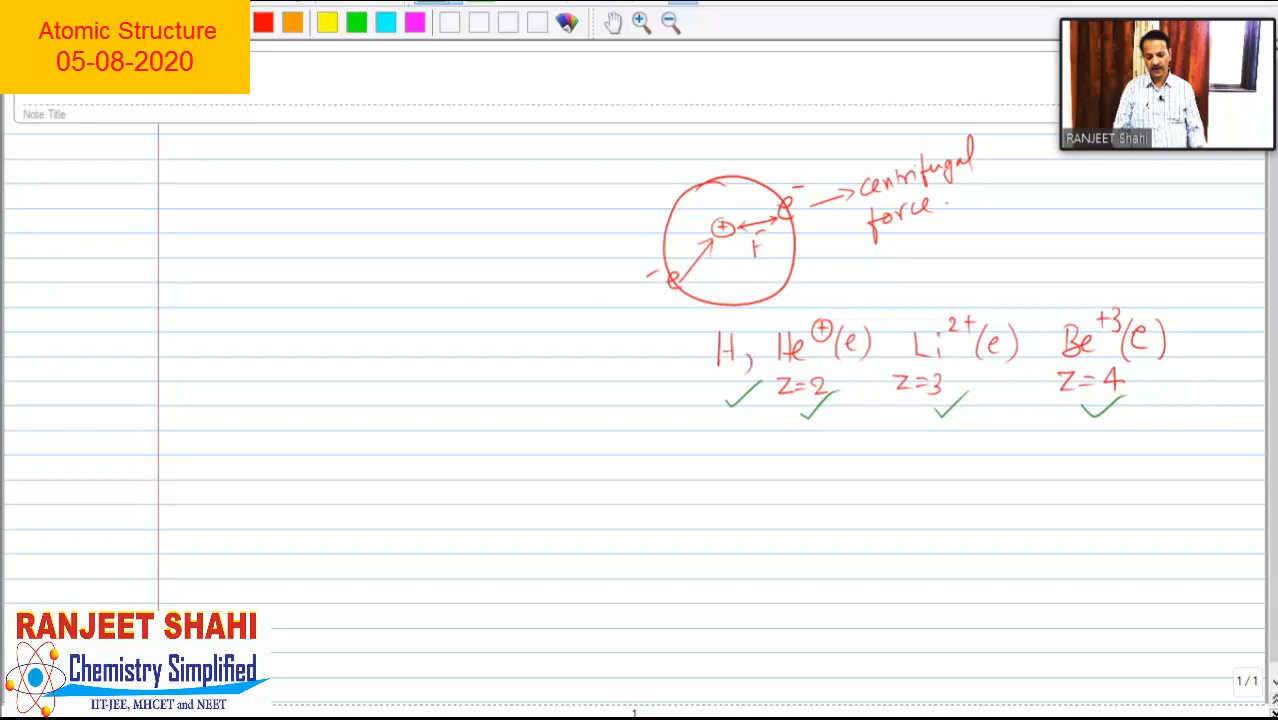 Atomic Structure
05-08-2020
Note Title
RANJEET Shahi
centrifugal
force.
e⁻
+
F
e⁻
H, He⁺(e) Li²⁺(e) Be⁺³(e)
Z=2 Z=3 Z=4
RANJEET SHAHI
Chemistry Simplified
IIT-JEE, MHCET and NEET
1/1
1